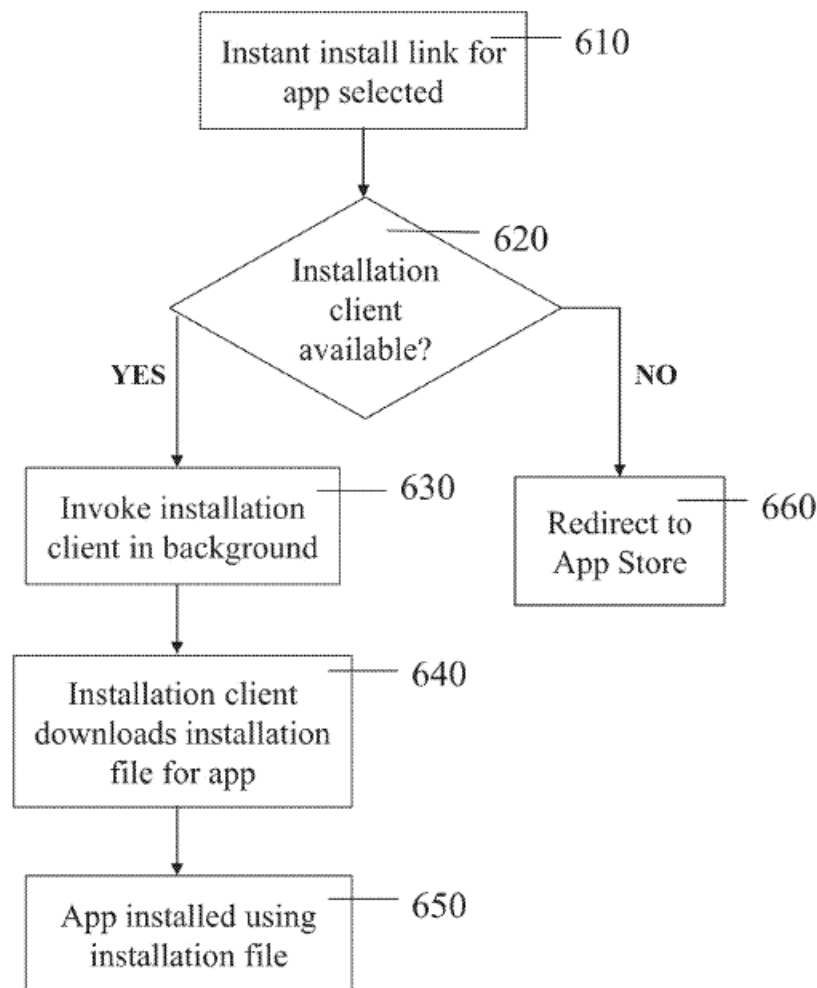 Instant install link for
app selected
610
620
Installation
client
available?
YES
NO
630
Invoke installation
client in background
660
Redirect to
App Store
640
Installation client
downloads installation
file for app
650
App installed using
installation file